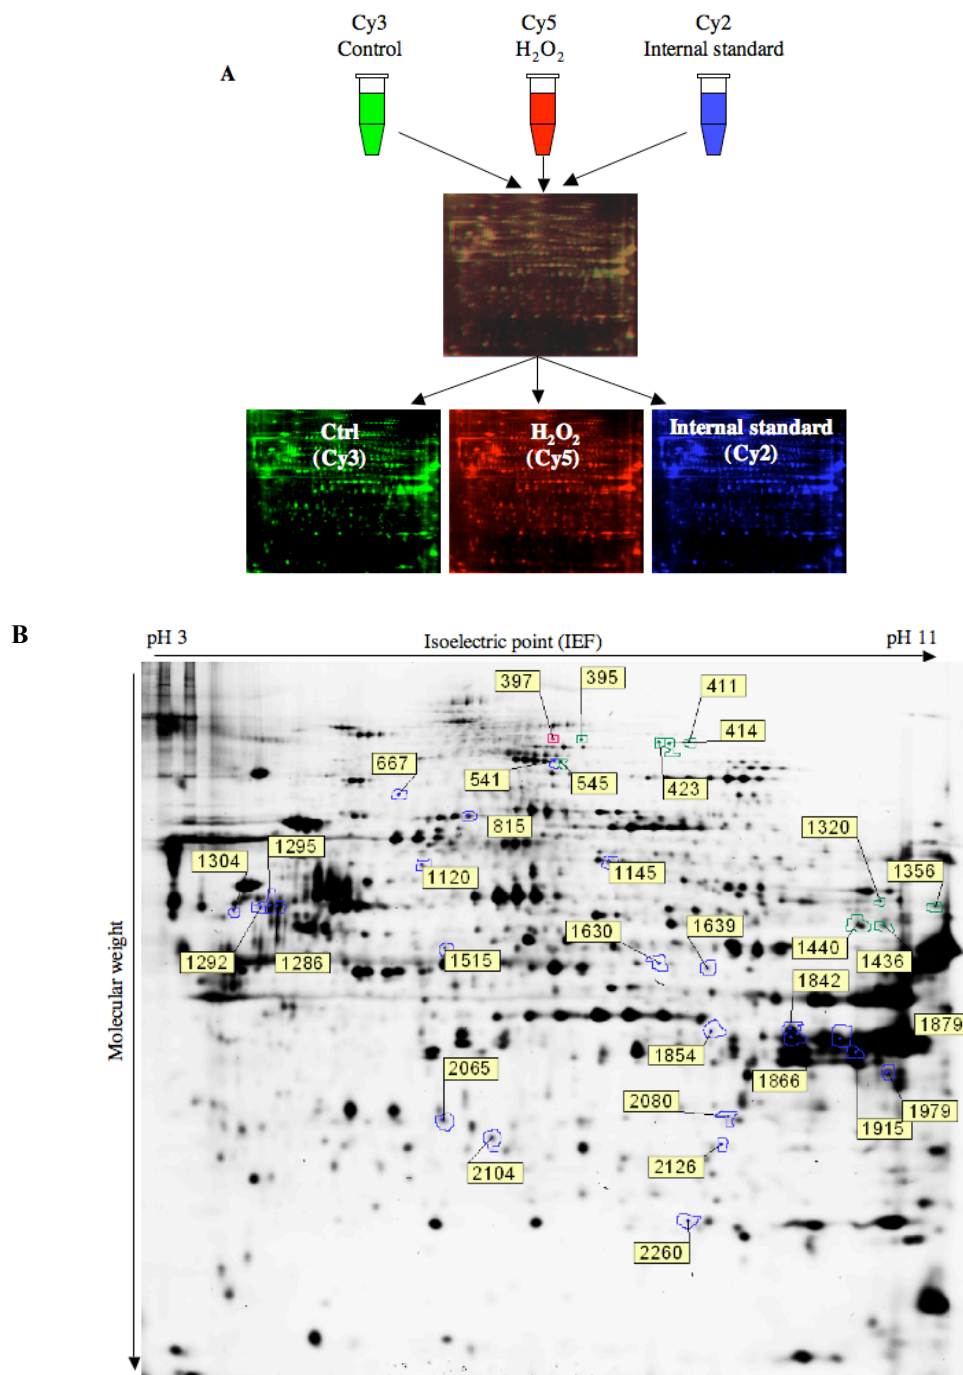 Cy3
Control
Cy5
H₂O₂
Cy2
Internal standard
A
Ctrl
(Cy3)
H₂O₂
(Cy5)
Internal standard
(Cy2)
B
pH 3
Isoelectric point (IEF)
pH 11
Molecular weight
397
395
411
414
667
541
545
423
815
1320
1295
1304
1120
1145
1356
1630
1639
1292
1286
1515
1440
1436
1842
1879
1854
2065
1866
2080
1979
1915
2104
2126
2260